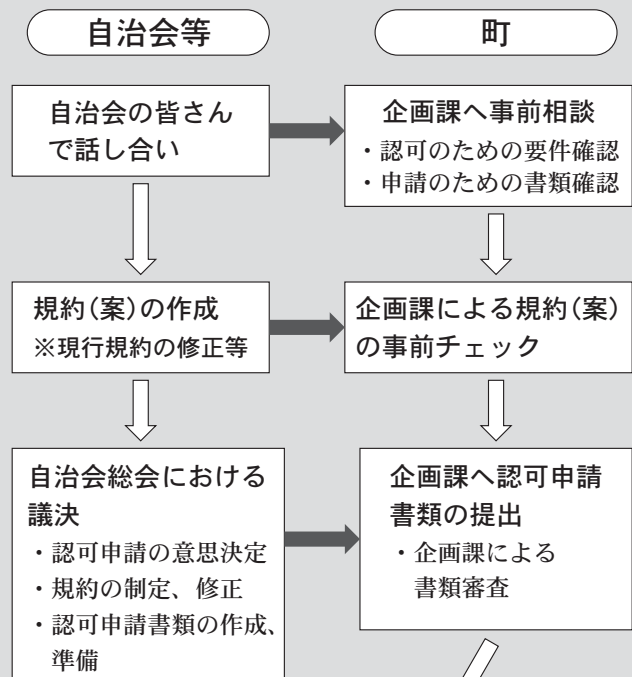 自治会等
町
自治会の皆さん
で話し合い
企画課へ事前相談
・認可のための要件確認
・申請のための書類確認
規約(案)の作成
※現行規約の修正等
企画課による規約(案)
の事前チェック
自治会総会における
議決
・認可申請の意思決定
・規約の制定、修正
・認可申請書類の作成、
準備
企画課へ認可申請
書類の提出
・企画課による
書類審査